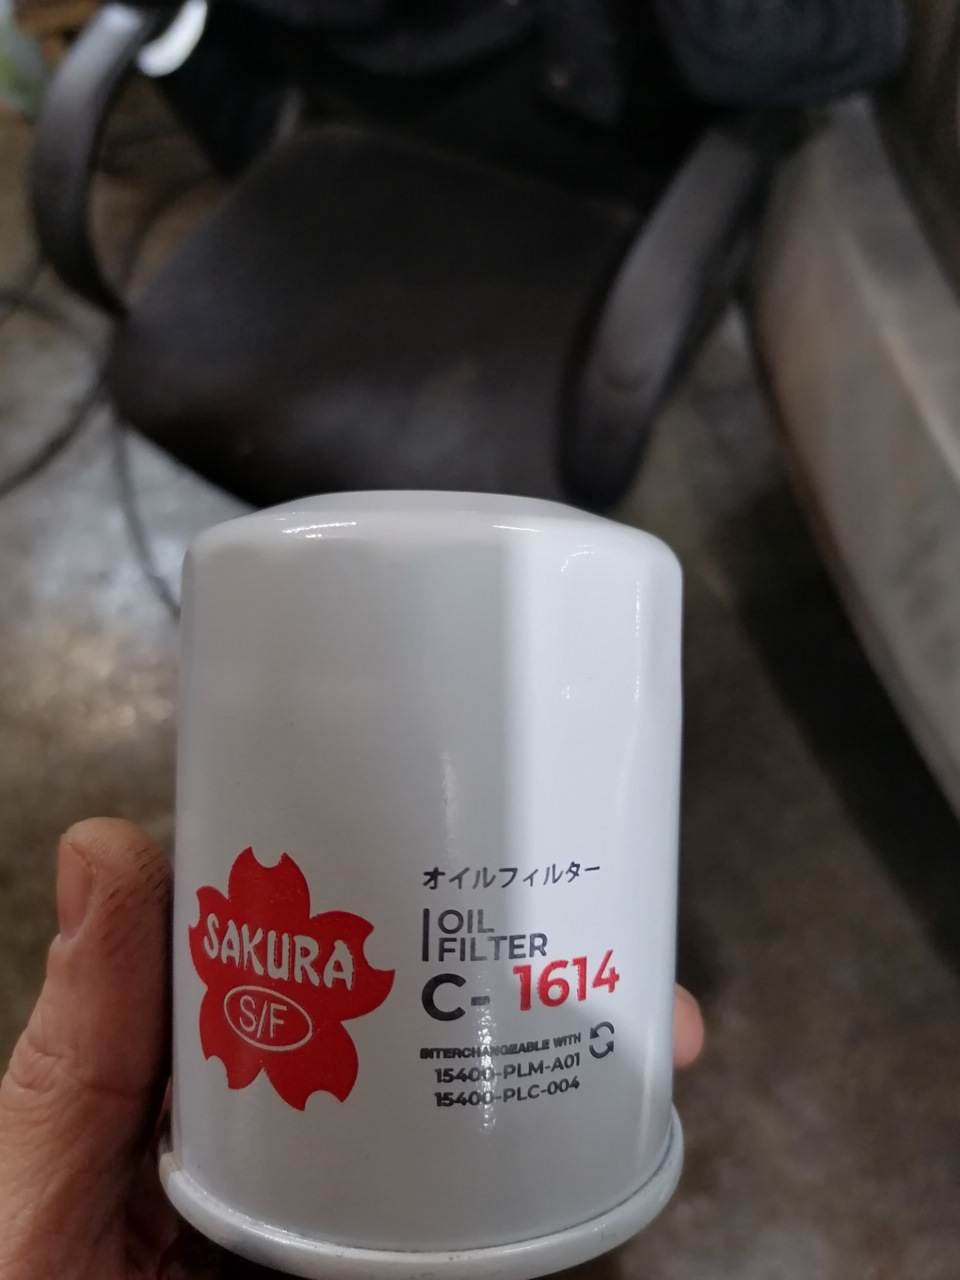 SAKURA
S/F
オイルフィルター
OIL
FILTER
C- 1614
INTERCHANGEABLE WITH
15400-PLM-A01
15400-PLC-004